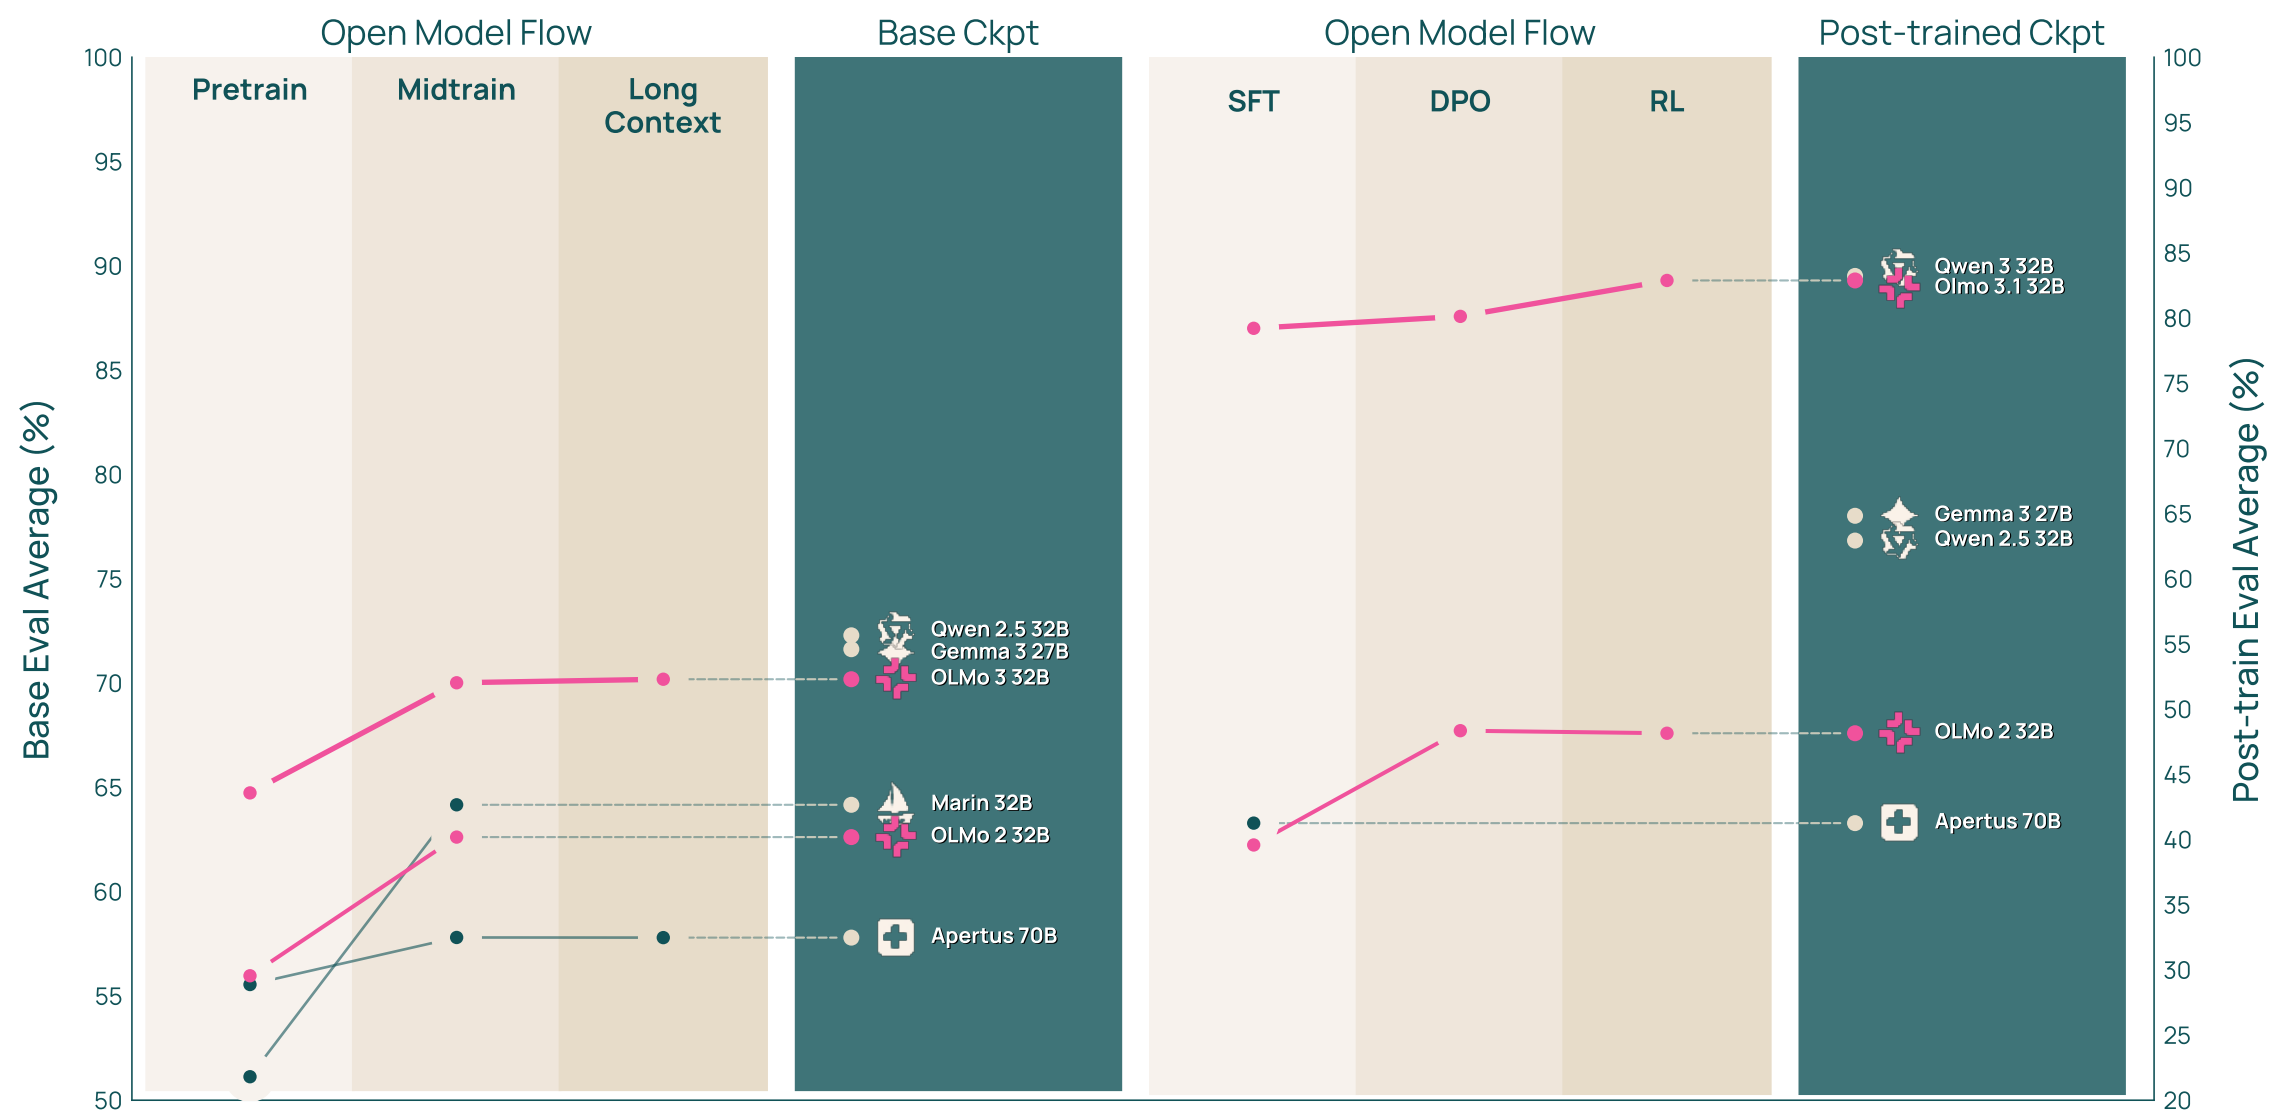 Open Model Flow
Base Ckpt
Open Model Flow
Post-trained Ckpt
Base Eval Average (%)
100
95
90
85
80
75
70
65
60
55
50
Pretrain
Midtrain
Long
Context
Qwen 2.5 32B
Gemma 3 27B
OLMo 3 32B
Marin 32B
OLMo 2 32B
Apertus 70B
SFT
DPO
RL
Qwen 3 32B
Olmo 3.1 32B
Gemma 3 27B
Qwen 2.5 32B
OLMo 2 32B
Apertus 70B
100
95
90
85
80
75
70
65
60
55
50
45
40
35
30
25
20
Post-train Eval Average (%)